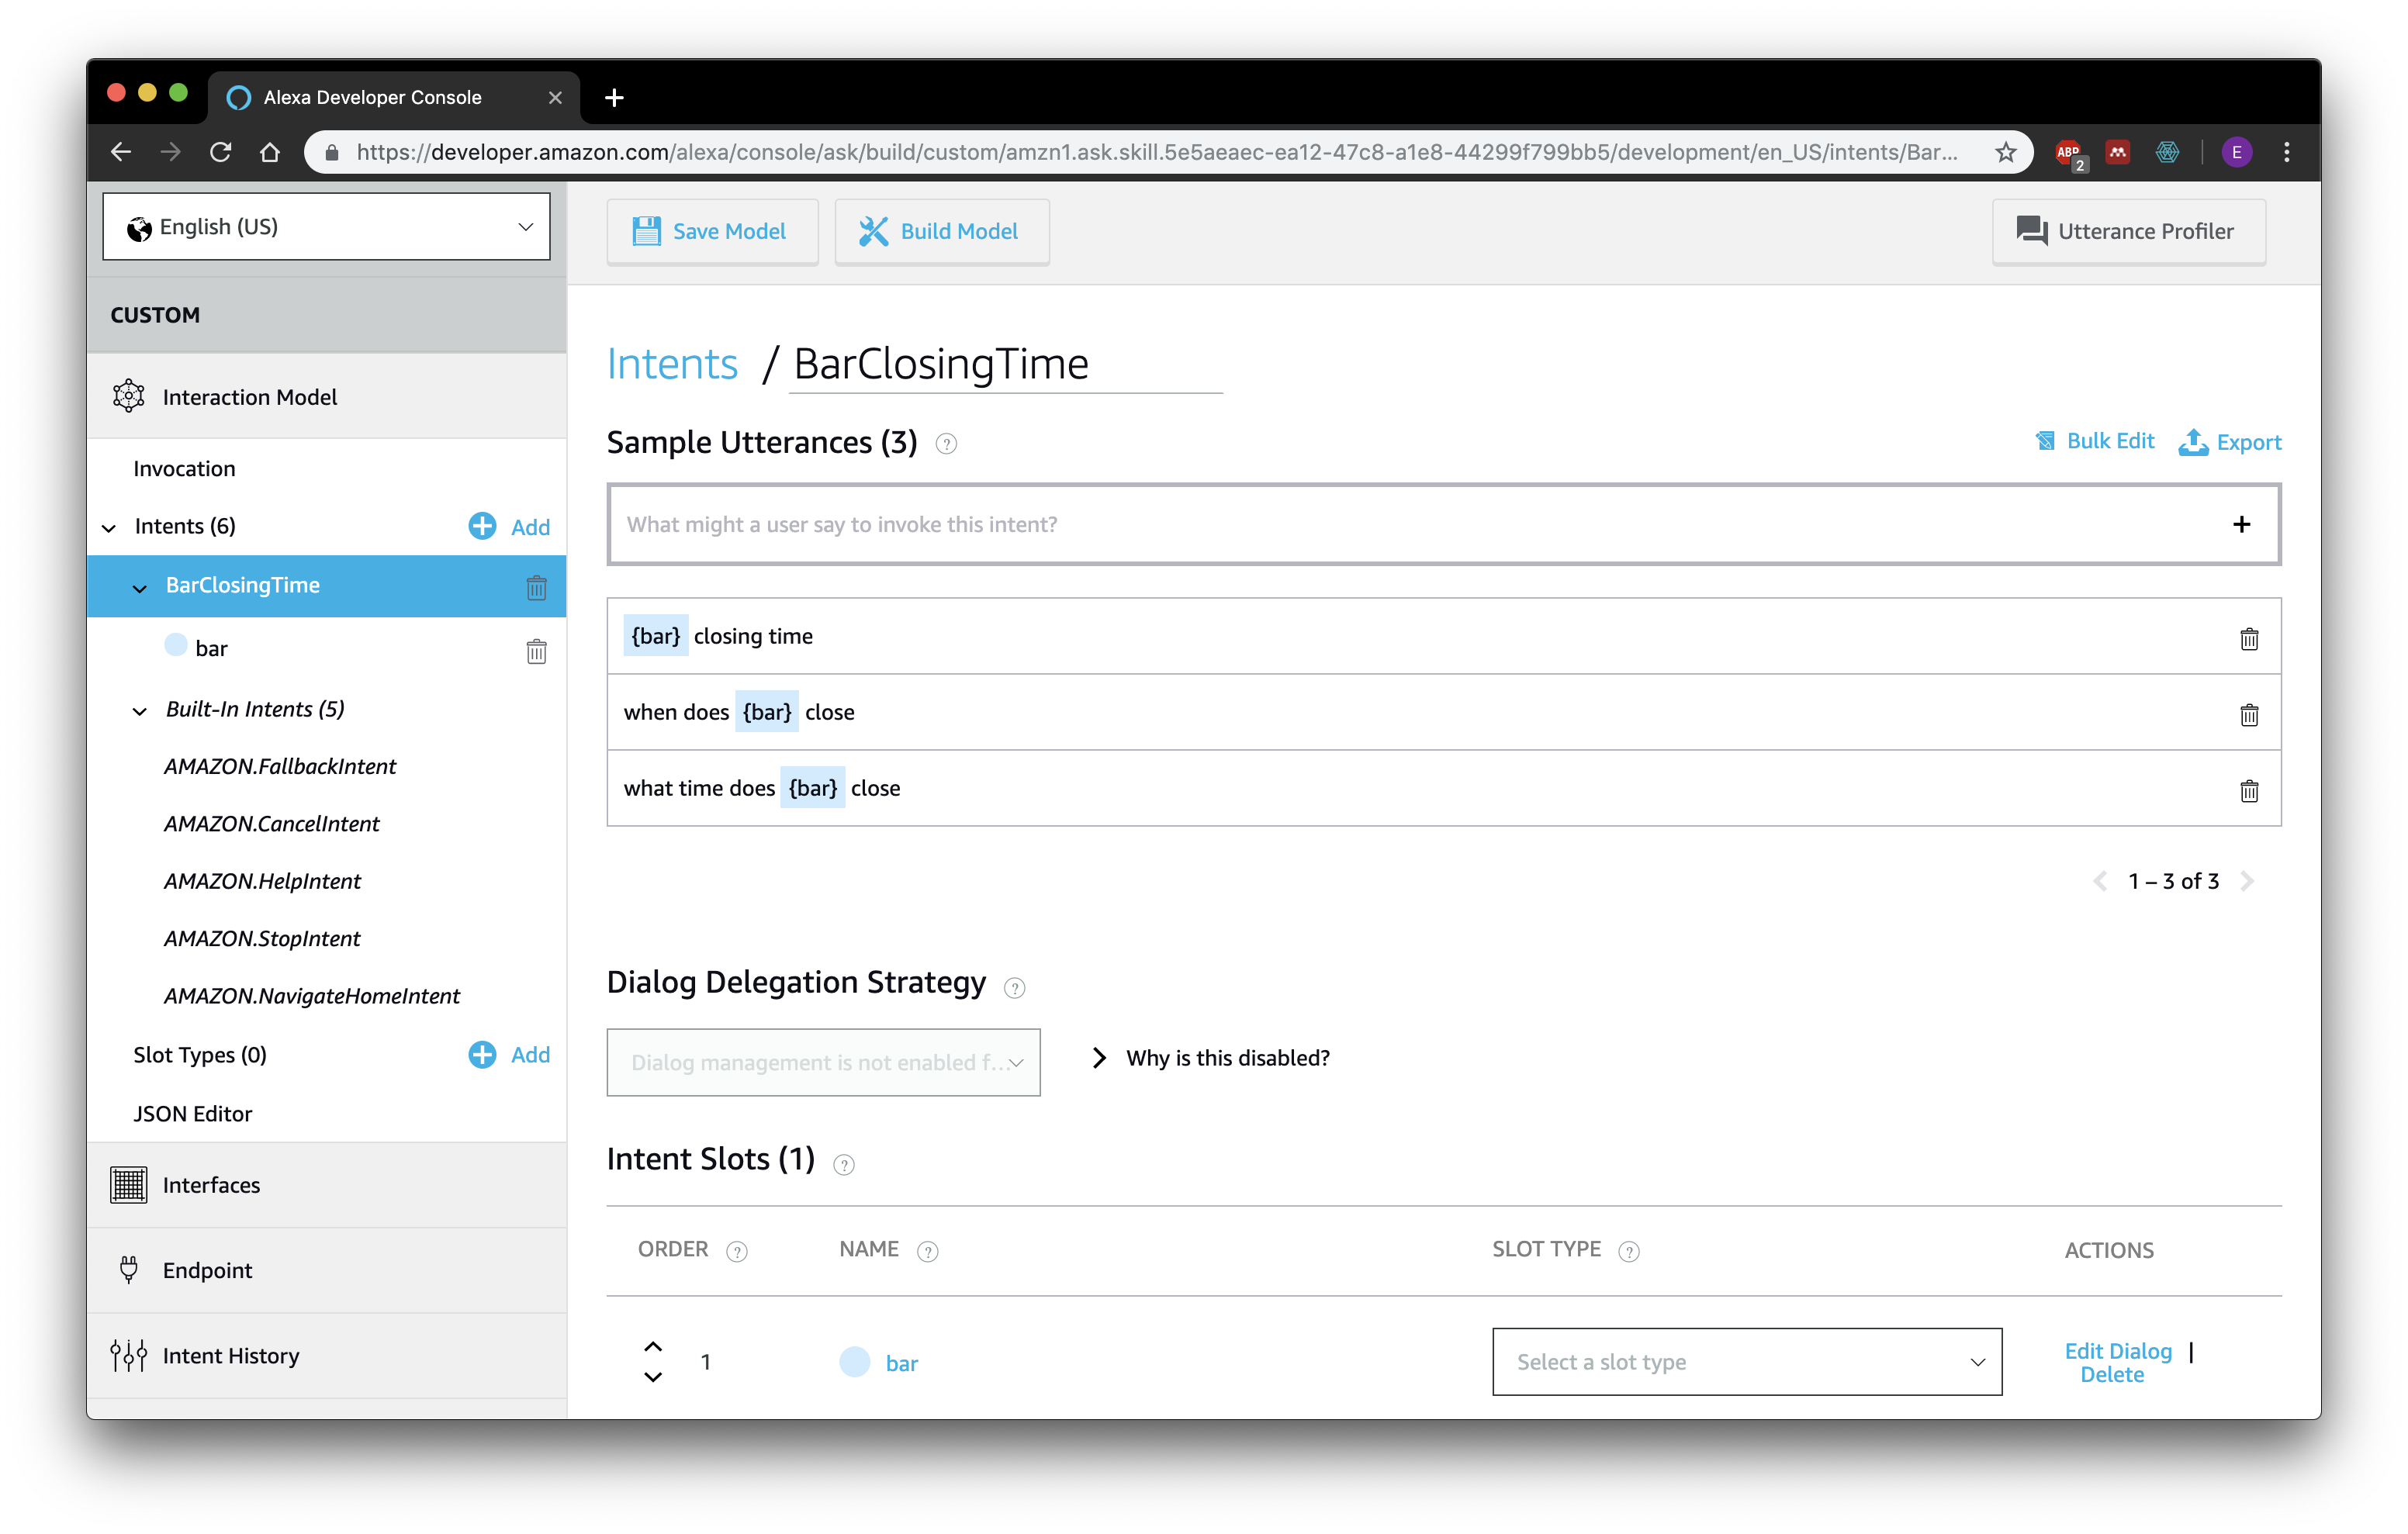 Alexa Developer Console
https://developer.amazon.com/alexa/console/ask/build/custom/amzn1.ask.skill.5e5aeaec-ea12-47c8-a1e8-44299f799bb5/development/en_US/intents/Bar...
ABP
2
E
English (US)
Save Model
Build Model
Utterance Profiler
CUSTOM
Interaction Model
Invocation
Intents (6)
Add
BarClosingTime
bar
Built-In Intents (5)
AMAZON.FallbackIntent
AMAZON.CancelIntent
AMAZON.HelpIntent
AMAZON.StopIntent
AMAZON.NavigateHomeIntent
Slot Types (0)
Add
JSON Editor
Interfaces
Endpoint
Intent History
Intents / BarClosingTime
Sample Utterances (3) ?
Bulk Edit
Export
What might a user say to invoke this intent?
{bar} closing time
when does {bar} close
what time does {bar} close
1 – 3 of 3
Dialog Delegation Strategy ?
Dialog management is not enabled f...
Why is this disabled?
Intent Slots (1) ?
ORDER ? NAME ? SLOT TYPE ? ACTIONS
1 bar Select a slot type Edit Dialog |
Delete